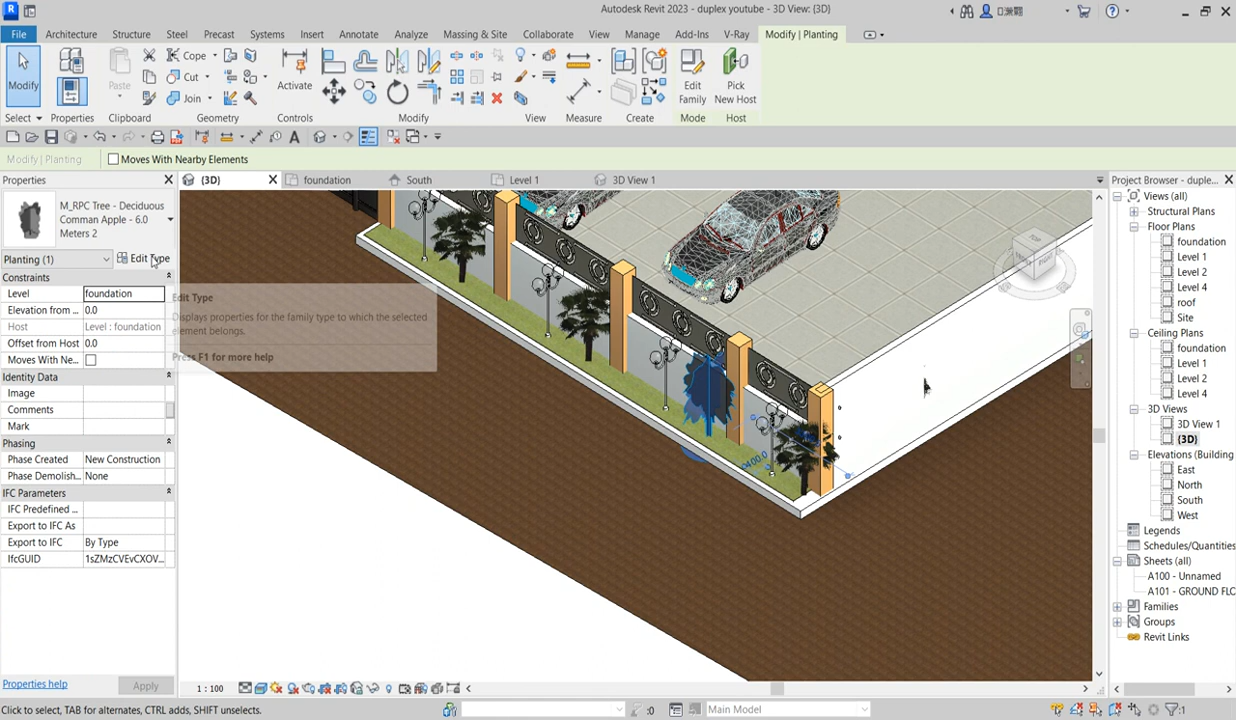 Autodesk Revit 2023 - duplex youtube - 3D View: {3D}
File Architecture Structure Steel Precast Systems Insert Annotate Analyze Massing & Site Collaborate View Manage Add-Ins V-Ray Modify | Planting
Modify
Paste
Cope
Cut
Join
Activate
Edit Family
Pick New Host
Select Properties Clipboard Geometry Controls Modify View Measure Create Mode Host
Modify | Planting Moves With Nearby Elements
Properties
{3D} foundation South Level 1 3D View 1
M_RPC Tree - Deciduous
Comman Apple - 6.0
Meters 2
Planting (1) Edit Type
Constraints
Level foundation
Elevation from ... 0.0
Host Level : foundation
Offset from Host 0.0
Moves With Ne...
Identity Data
Image
Comments
Mark
Phasing
Phase Created New Construction
Phase Demolish... None
IFC Parameters
IFC Predefined ...
Export to IFC As
Export to IFC By Type
IfcGUID 1sZMzCVEvCXOV...
Properties help Apply
Edit Type
Displays properties for the family type to which the selected
element belongs.
Press F1 for more help
TOP
Project Browser - duple...
Views (all)
Structural Plans
Floor Plans
foundation
Level 1
Level 2
Level 4
roof
Site
Ceiling Plans
foundation
Level 1
Level 2
Level 4
3D Views
3D View 1
{3D}
Elevations (Building
East
North
South
West
Legends
Schedules/Quantities
Sheets (all)
A100 - Unnamed
A101 - GROUND FLC
Families
Groups
Revit Links
1 : 100
Click to select, TAB for alternates, CTRL adds, SHIFT unselects.
:0 Main Model :1